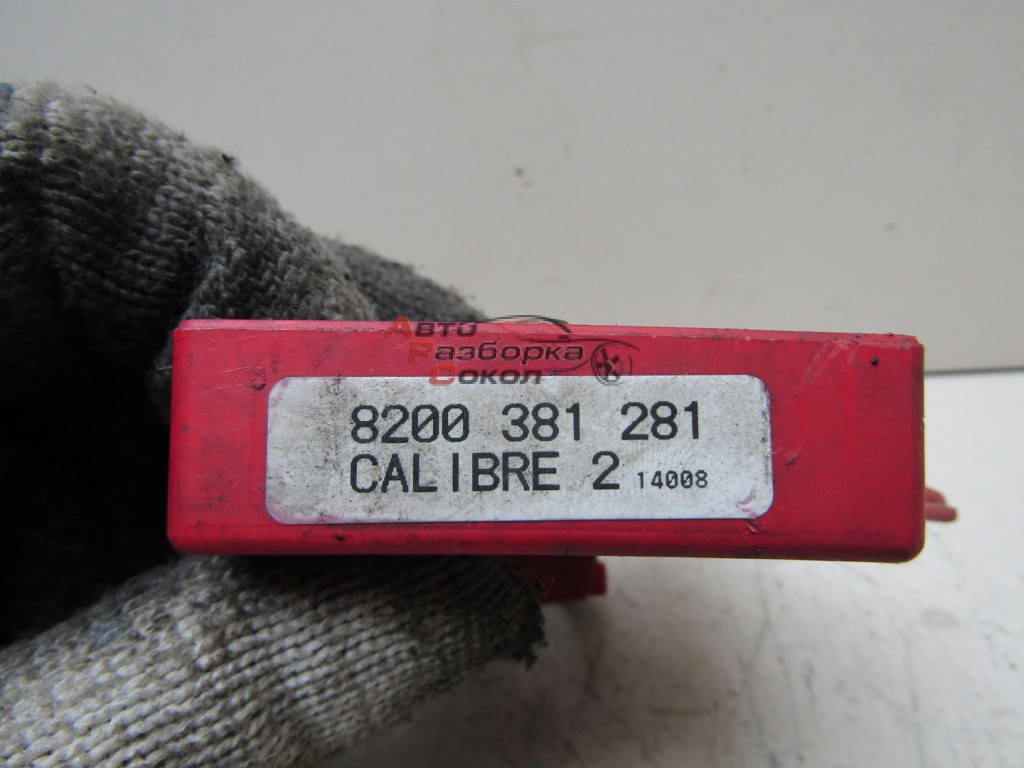 Авто
Разборка
Сокол
8200 381 281
CALIBRE 2 14008